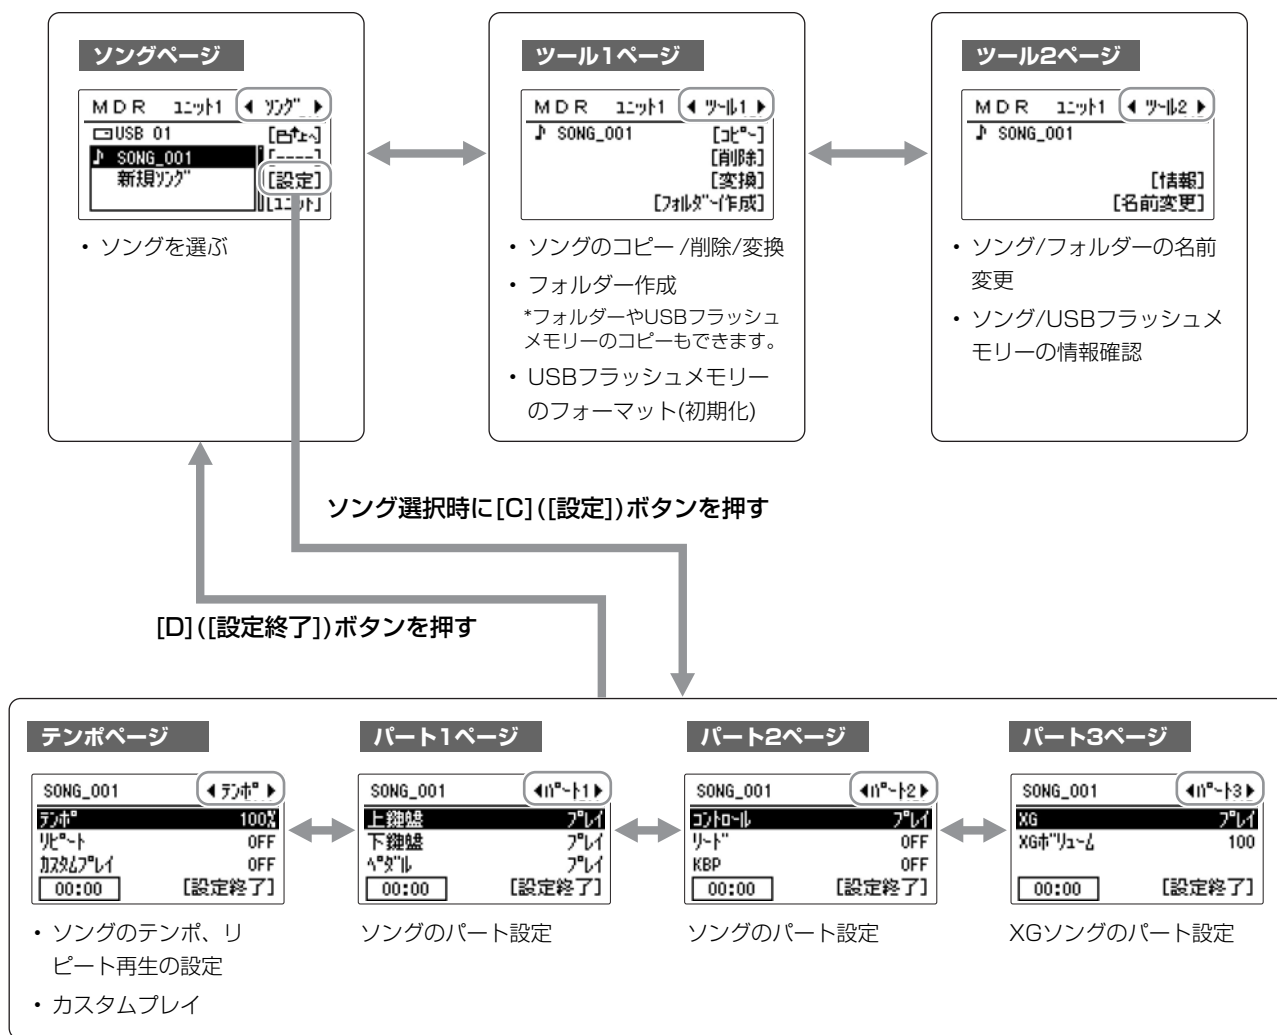 ソングページ
MDR ユニット1 ◀ ソング ▶
USB 01 [上へ]
♪ SONG_001 [----]
新規ソング [設定]
[ユニット]
・ ソングを選ぶ
ツール1ページ
MDR ユニット1 ◀ ツール1 ▶
♪ SONG_001 [コピー]
[削除]
[変換]
[フォルダー作成]
・ ソングのコピー /削除/変換
・ フォルダー作成
*フォルダーやUSBフラッシュ
メモリーのコピーもできます。
・ USBフラッシュメモリー
のフォーマット(初期化)
ツール2ページ
MDR ユニット1 ◀ ツール2 ▶
♪ SONG_001
[情報]
[名前変更]
・ ソング/フォルダーの名前
変更
・ ソング/USBフラッシュメ
モリーの情報確認
ソング選択時に[C]([設定])ボタンを押す
[D]([設定終了])ボタンを押す
テンポページ
SONG_001 ◀ テンポ ▶
テンポ 100%
リピート OFF
カスタムプレイ OFF
00:00 [設定終了]
・ ソングのテンポ、リ
ピート再生の設定
・ カスタムプレイ
パート1ページ
SONG_001 ◀パート1▶
上鍵盤 プレイ
下鍵盤 プレイ
ペダル プレイ
00:00 [設定終了]
ソングのパート設定
パート2ページ
SONG_001 ◀パート2▶
コントロール プレイ
リード OFF
KBP OFF
00:00 [設定終了]
ソングのパート設定
パート3ページ
SONG_001 ◀パート3▶
XG プレイ
XGボリューム 100
00:00 [設定終了]
XGソングのパート設定